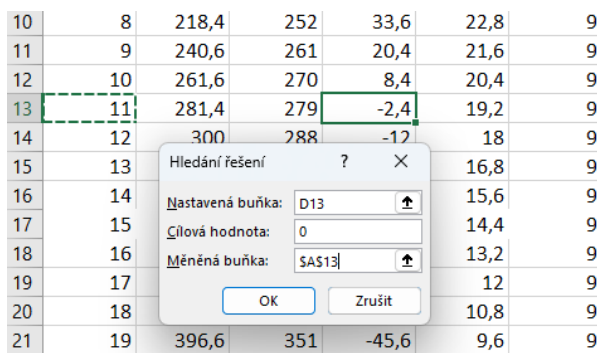 10 8 218,4 252 33,6 22,8 9
11 9 240,6 261 20,4 21,6 9
12 10 261,6 270 8,4 20,4 9
13 11 281,4 279 -2,4 19,2 9
14 12 300 288 -12 18 9
15 13 16,8 9
16 14 15,6 9
17 15 14,4 9
18 16 13,2 9
19 17 12 9
20 18 10,8 9
21 19 396,6 351 -45,6 9,6 9
Hledání řešení ? ×
Nastavená buňka: D13
Cílová hodnota: 0
Měněná buňka: $A$13
OK Zrušit